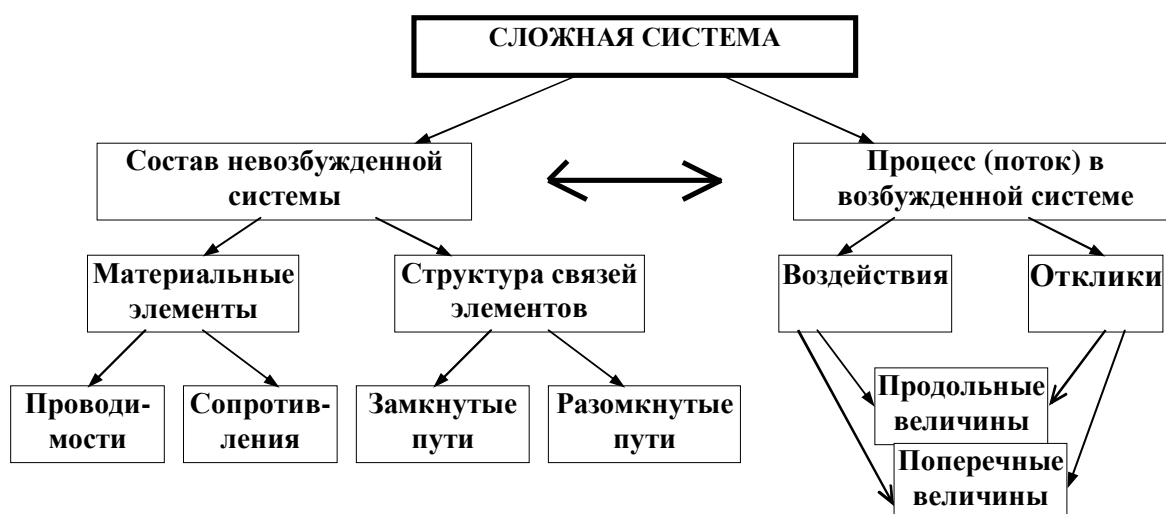 СЛОЖНАЯ СИСТЕМА
Состав невозбужденной
системы
Процесс (поток) в
возбужденной системе
Материальные
элементы
Структура связей
элементов
Воздействия
Отклики
Проводи-
мости
Сопротив-
ления
Замкнутые
пути
Разомкнутые
пути
Продольные
величины
Поперечные
величины